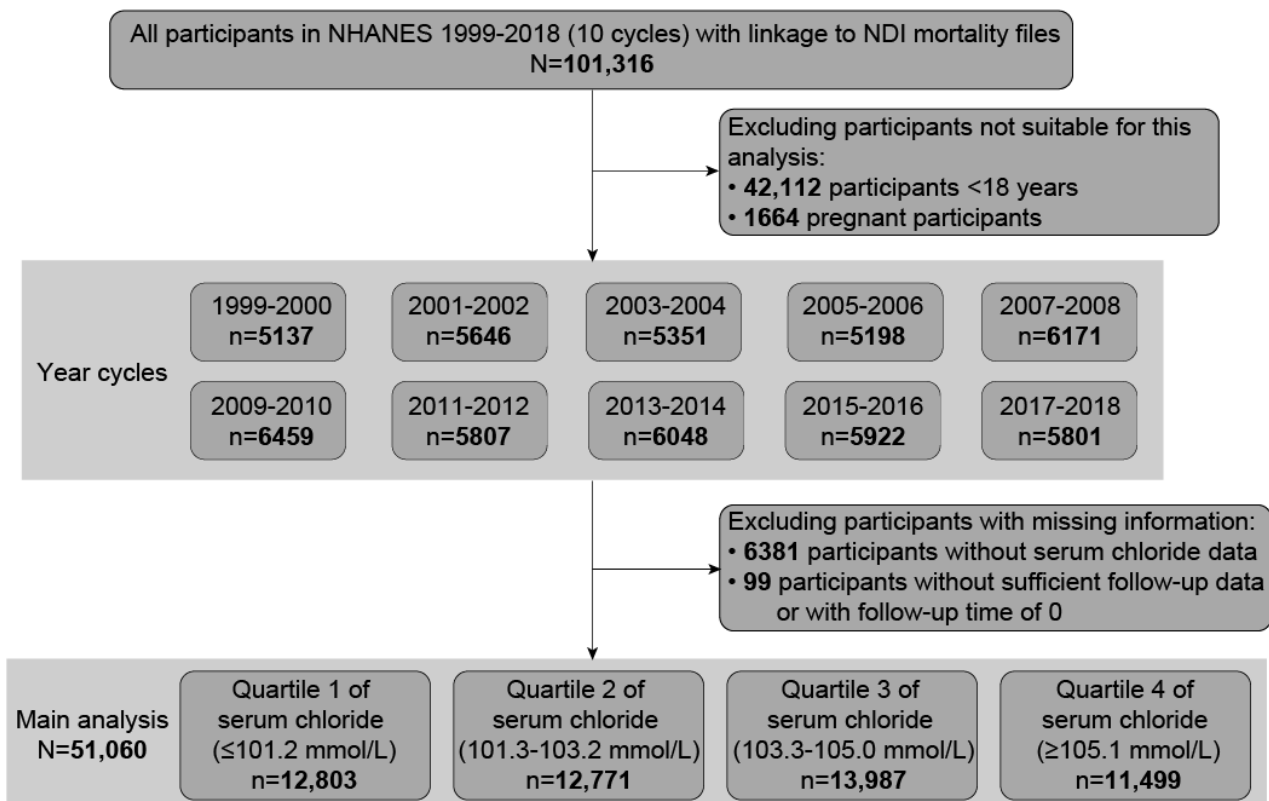 All participants in NHANES 1999-2018 (10 cycles) with linkage to NDI mortality files
N=101,316
Excluding participants not suitable for this
analysis:
• 42,112 participants <18 years
• 1664 pregnant participants
Year cycles
1999-2000
n=5137
2001-2002
n=5646
2003-2004
n=5351
2005-2006
n=5198
2007-2008
n=6171
2009-2010
n=6459
2011-2012
n=5807
2013-2014
n=6048
2015-2016
n=5922
2017-2018
n=5801
Excluding participants with missing information:
• 6381 participants without serum chloride data
• 99 participants without sufficient follow-up data
or with follow-up time of 0
Main analysis
N=51,060
Quartile 1 of
serum chloride
(≤101.2 mmol/L)
n=12,803
Quartile 2 of
serum chloride
(101.3-103.2 mmol/L)
n=12,771
Quartile 3 of
serum chloride
(103.3-105.0 mmol/L)
n=13,987
Quartile 4 of
serum chloride
(≥105.1 mmol/L)
n=11,499